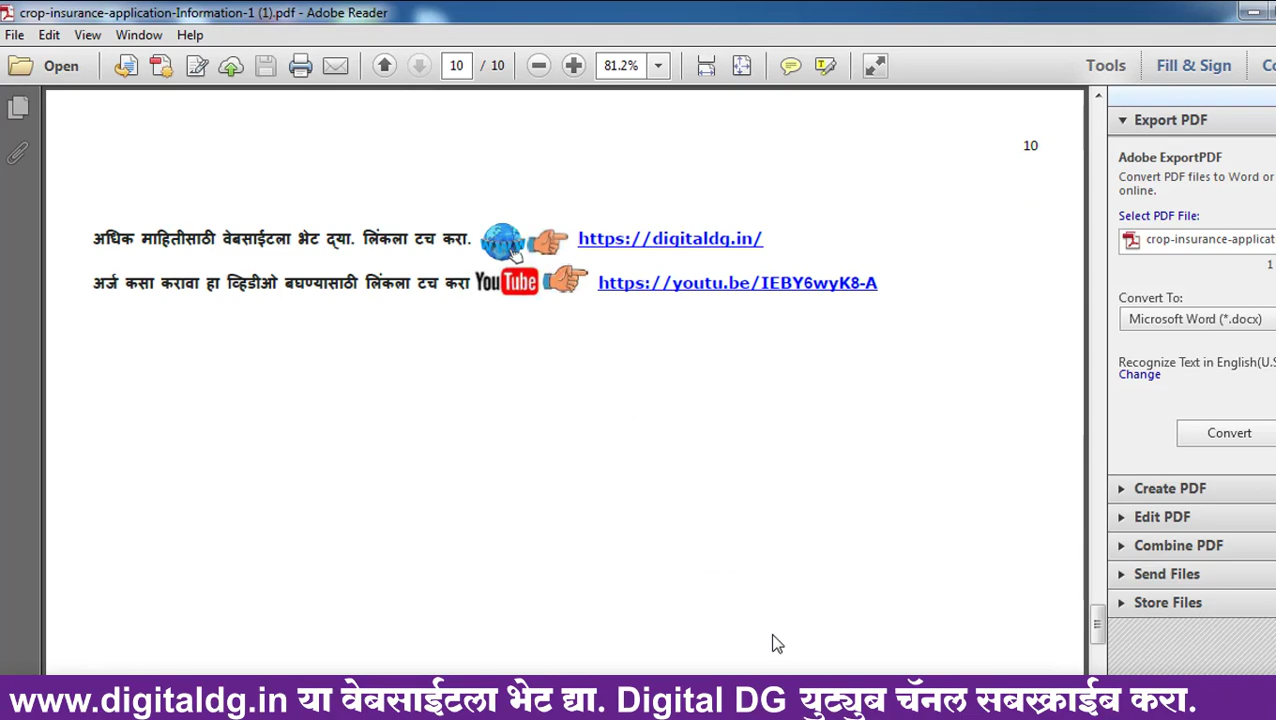 crop-insurance-application-Information-1 (1).pdf - Adobe Reader
File Edit View Window Help
Open 10 / 10 81.2% Tools Fill & Sign
10
Export PDF
Adobe ExportPDF
Convert PDF files to Word or
online.
Select PDF File:
crop-insurance-applicat
1
Convert To:
Microsoft Word (*.docx)
Recognize Text in English(U.S
Change
Convert
Create PDF
Edit PDF
Combine PDF
Send Files
Store Files
अधिक माहितीसाठी वेबसाईटला भेट द्या. लिंकला टच करा. https://digitaldg.in/
अर्ज कसा करावा हा व्हिडीओ बघण्यासाठी लिंकला टच करा YouTube https://youtu.be/IEBY6wyK8-A
www.digitaldg.in या वेबसाईटला भेट द्या. Digital DG युट्युब चॅनल सबस्क्राईब करा.